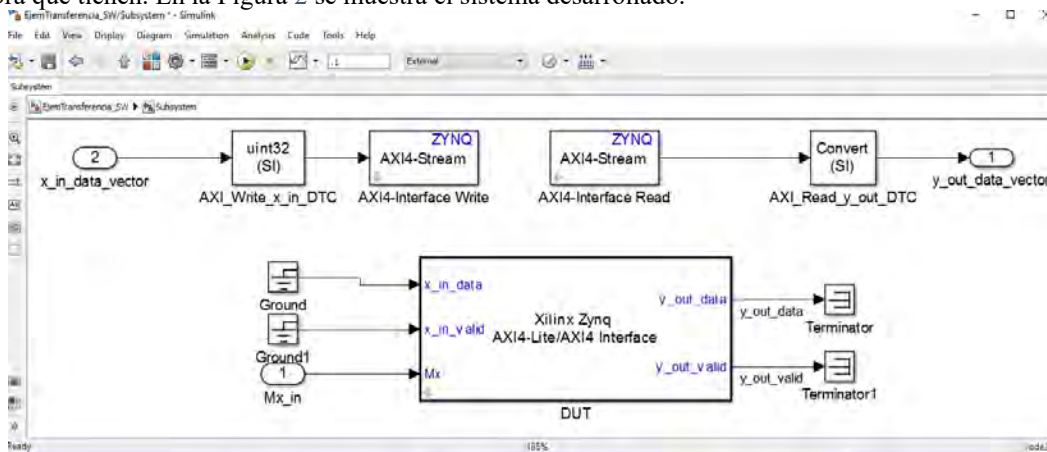 que tienen. En la Figura 2 se muestra el sistema desarrollado.
EjemTransferencia_SW/Subsystem * - Simulink
File Edit View Display Diagram Simulation Analysis Code Tools Help
.1 External
Subsystem
EjemTransferencia_SW Subsystem
2
x_in_data_vector
uint32
(SI)
AXI_Write_x_in_DTC
ZYNQ
AXI4-Stream
AXI4-Interface Write
ZYNQ
AXI4-Stream
AXI4-Interface Read
Convert
(SI)
AXI_Read_y_out_DTC
1
y_out_data_vector
Ground
Ground1
1
Mx_in
x_in_data
x_in_valid
Mx
Xilinx Zynq
AXI4-Lite/AXI4 Interface
y_out_data
y_out_valid
DUT
y_out_data
Terminator
y_out_valid
Terminator1
Ready